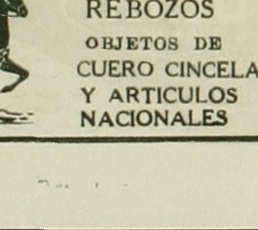 REBOZOS
OBJETOS DE
CUERO CINCELA
Y ARTICULOS
NACIONALES